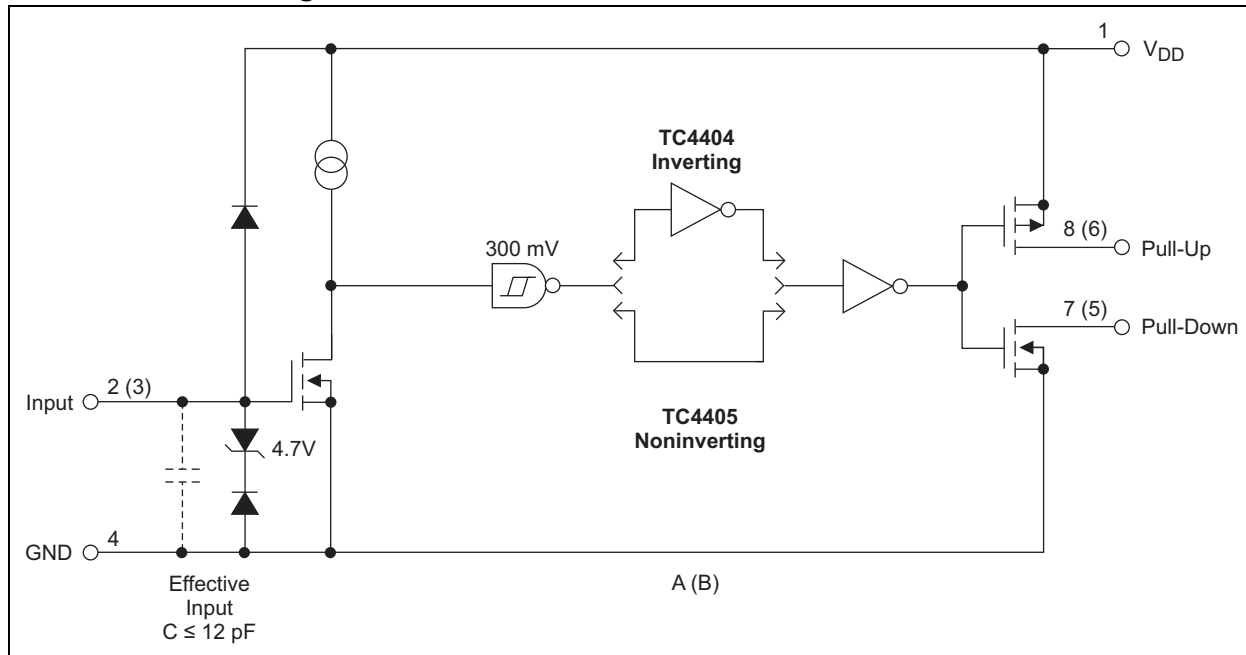 1
V_DD
TC4404
Inverting
300 mV
8 (6)
Pull-Up
7 (5)
Pull-Down
2 (3)
Input
4.7V
TC4405
Noninverting
4
GND
A (B)
Effective
Input
C ≤ 12 pF